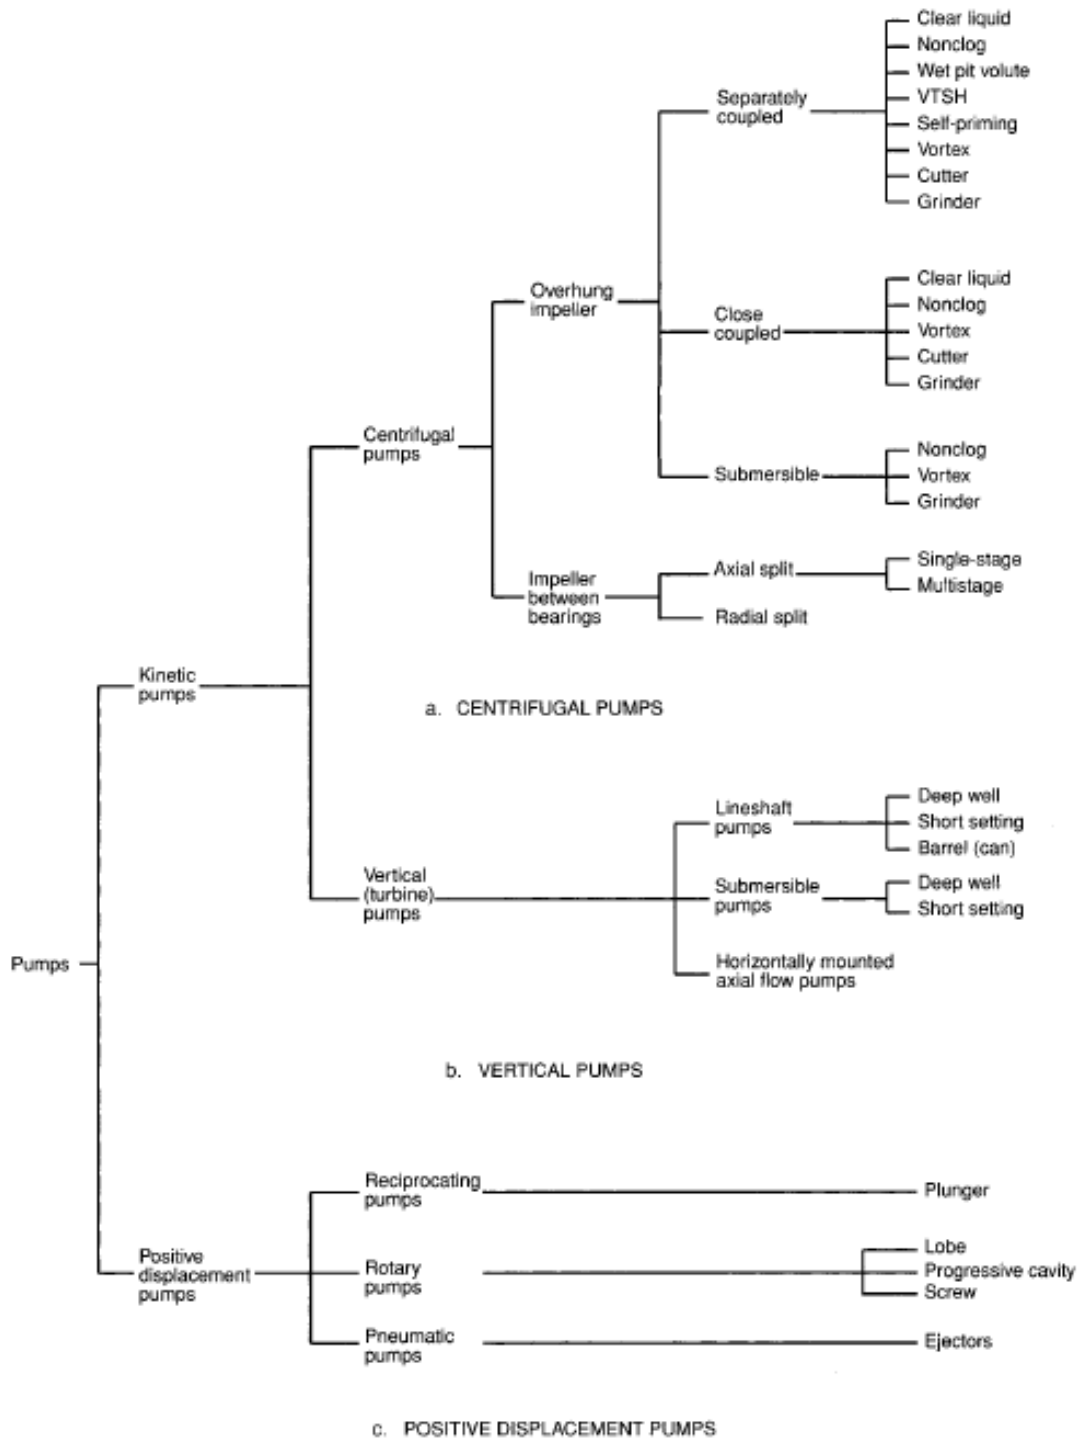 Clear liquid
Nonclog
Wet pit volute
VTSH
Self-priming
Vortex
Cutter
Grinder
Separately
coupled
Clear liquid
Nonclog
Vortex
Cutter
Grinder
Overhung
impeller
Close
coupled
Nonclog
Vortex
Grinder
Centrifugal
pumps
Submersible
Single-stage
Multistage
Axial split
Impeller
between
bearings
Radial split
Kinetic
pumps
a. CENTRIFUGAL PUMPS
Lineshaft
pumps
Deep well
Short setting
Barrel (can)
Vertical
(turbine)
pumps
Submersible
pumps
Deep well
Short setting
Horizontally mounted
axial flow pumps
Pumps
b. VERTICAL PUMPS
Reciprocating
pumps
Plunger
Positive
displacement
pumps
Rotary
pumps
Lobe
Progressive cavity
Screw
Pneumatic
pumps
Ejectors
c. POSITIVE DISPLACEMENT PUMPS